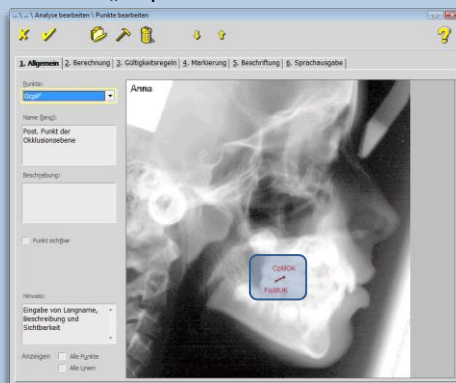 ..\ ... \ Analyse bearbeiten \ Punkte bearbeiten
1. Allgemein
2. Berechnung
3. Gültigkeitsregeln
4. Markierung
5. Beschriftung
6. Sprachausgabe
Punkte:
Name (lang):
Post. Punkt der
Okklusionsebene
Beschreibung:
Punkt sichtbar
Hinweis:
Eingabe von Langname,
Beschreibung und
Sichtbarkeit
Anzeigen
Alle Punkte
Alle Linien
Anna
CpMOK